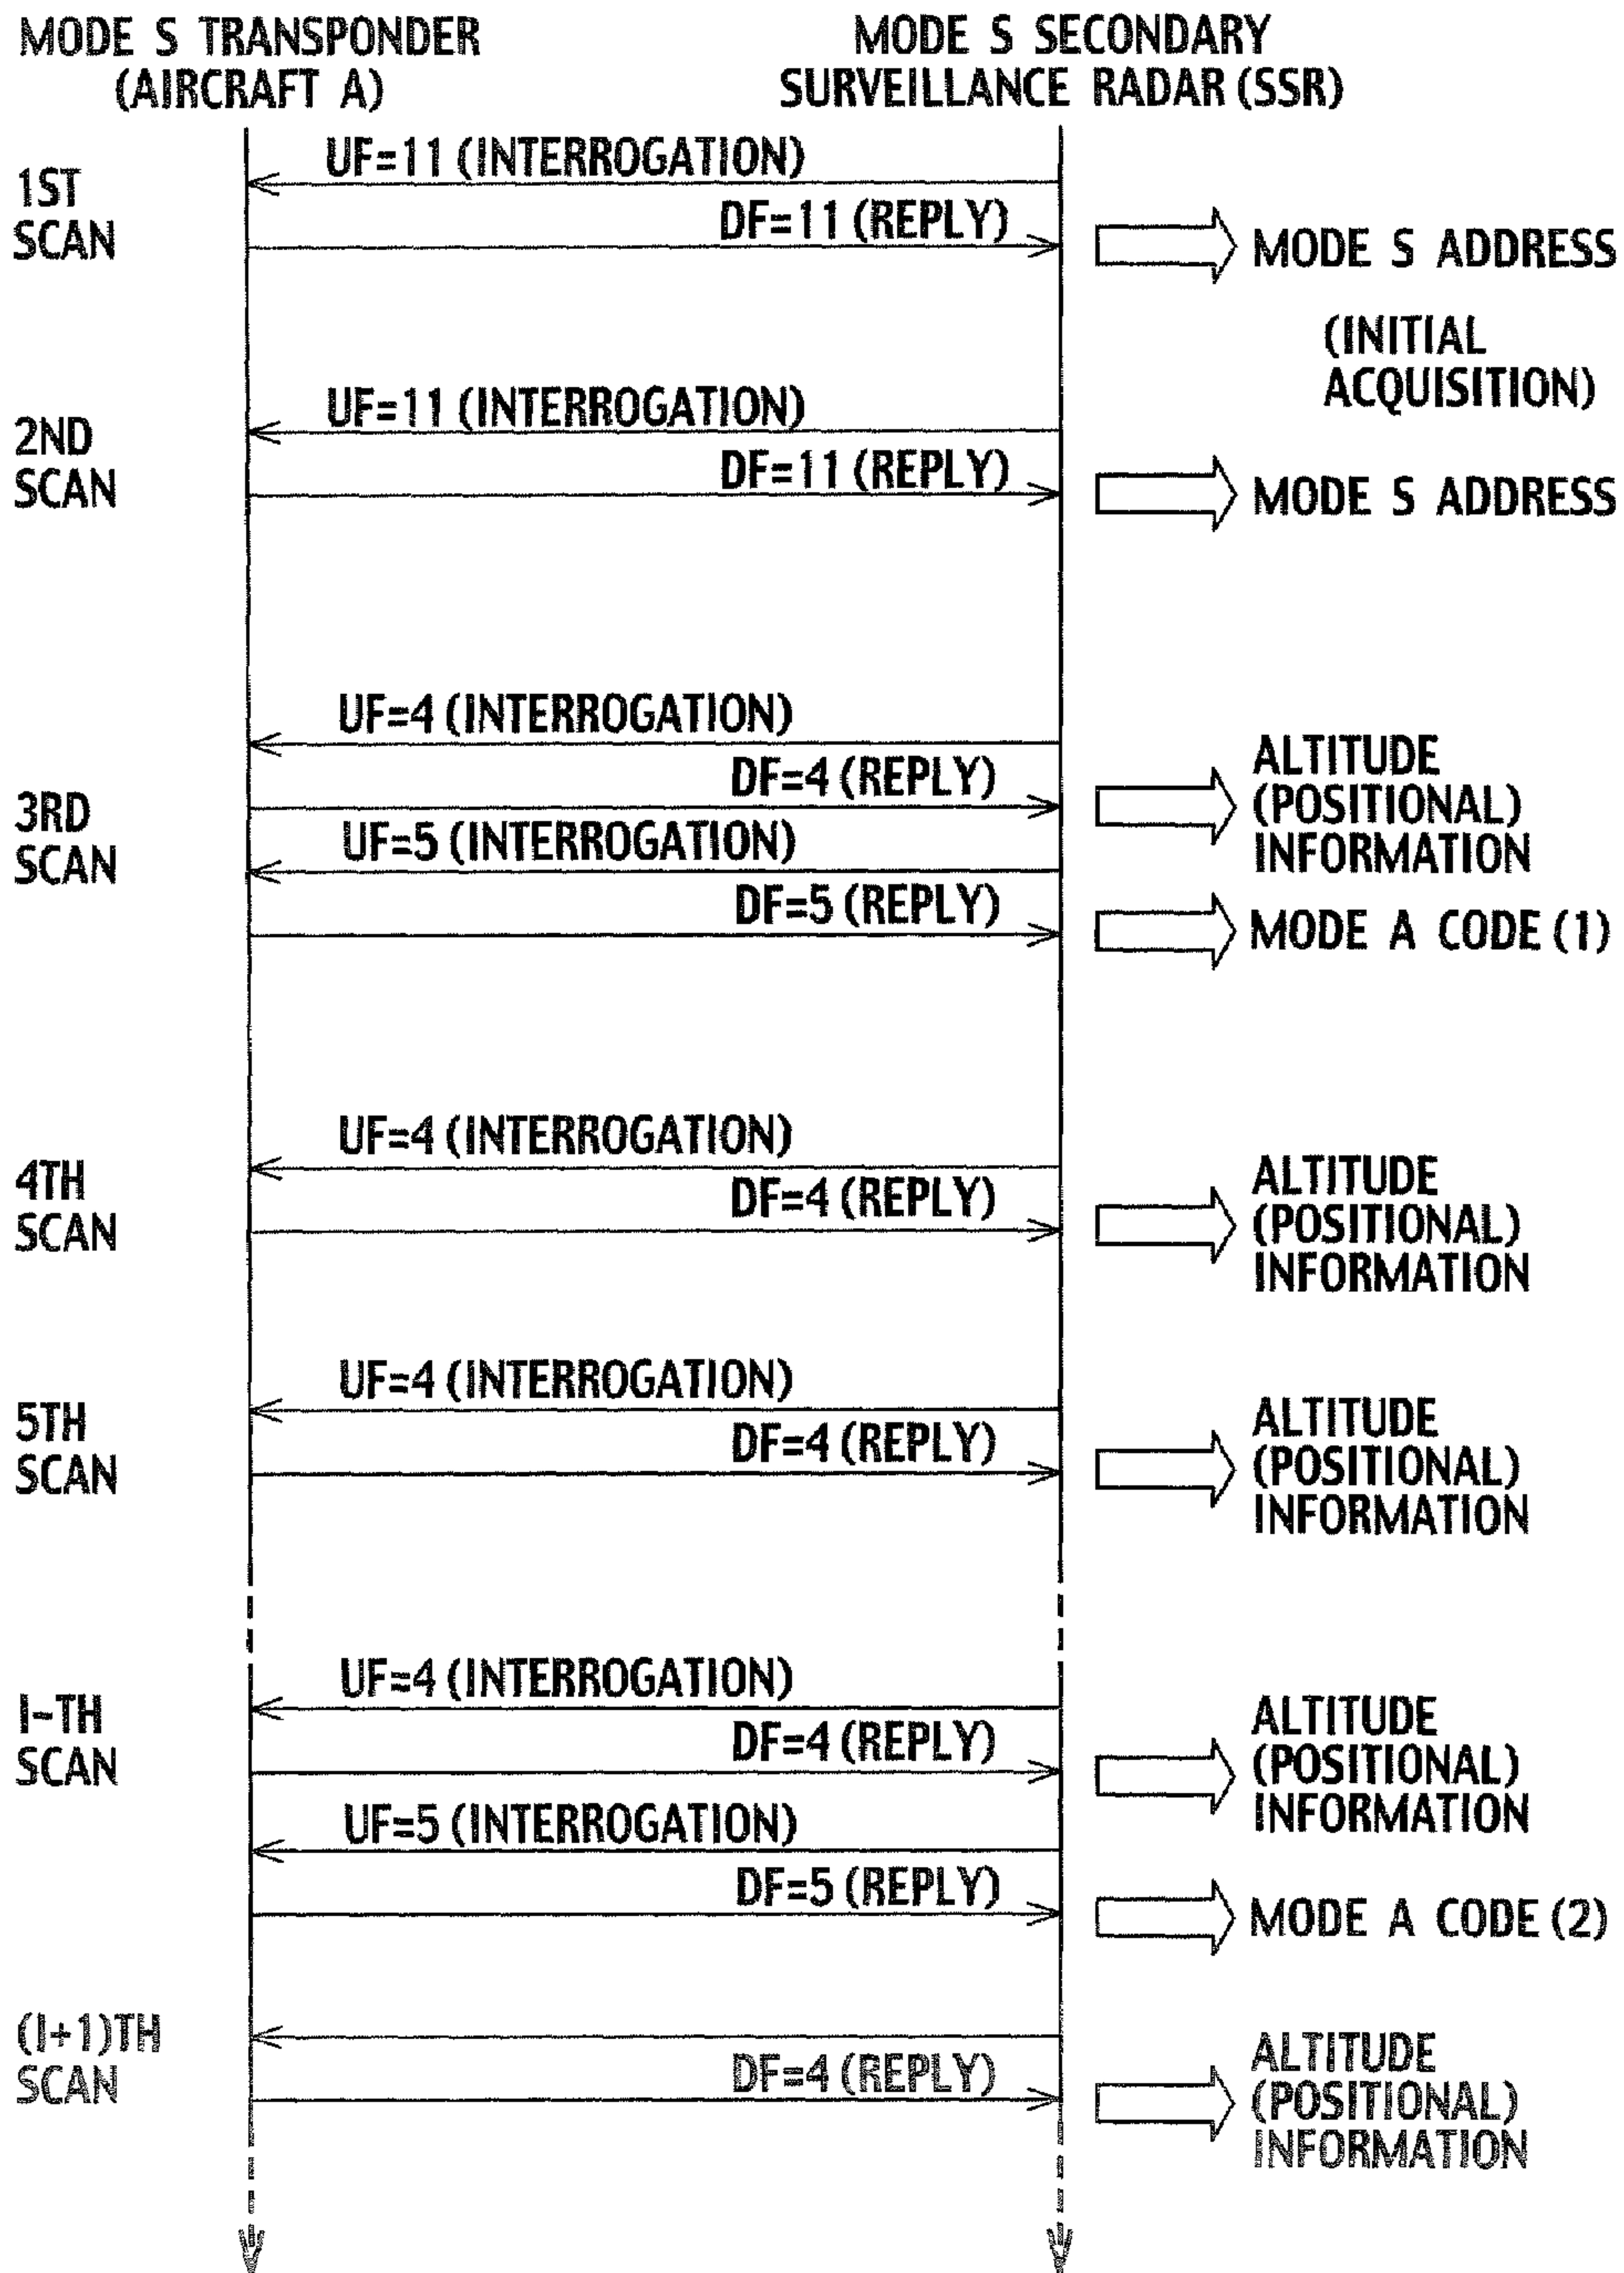 MODE S TRANSPONDER
(AIRCRAFT A)
MODE S SECONDARY
SURVEILLANCE RADAR (SSR)
1ST
SCAN
UF=11 (INTERROGATION)
DF=11 (REPLY)
MODE S ADDRESS
(INITIAL
ACQUISITION)
2ND
SCAN
UF=11 (INTERROGATION)
DF=11 (REPLY)
MODE S ADDRESS
3RD
SCAN
UF=4 (INTERROGATION)
DF=4 (REPLY)
ALTITUDE
(POSITIONAL)
INFORMATION
UF=5 (INTERROGATION)
DF=5 (REPLY)
MODE A CODE (1)
4TH
SCAN
UF=4 (INTERROGATION)
DF=4 (REPLY)
ALTITUDE
(POSITIONAL)
INFORMATION
5TH
SCAN
UF=4 (INTERROGATION)
DF=4 (REPLY)
ALTITUDE
(POSITIONAL)
INFORMATION
I-TH
SCAN
UF=4 (INTERROGATION)
DF=4 (REPLY)
ALTITUDE
(POSITIONAL)
INFORMATION
UF=5 (INTERROGATION)
DF=5 (REPLY)
MODE A CODE (2)
(I+1)TH
SCAN
DF=4 (REPLY)
ALTITUDE
(POSITIONAL)
INFORMATION